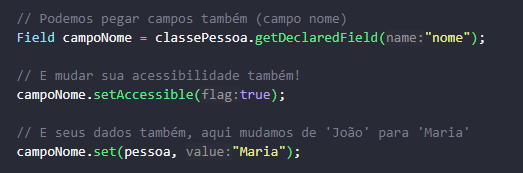 // Podemos pegar campos também (campo nome)
Field campoNome = classePessoa.getDeclaredField(name:"nome");
// E mudar sua acessibilidade também!
campoNome.setAccessible(flag:true);
// E seus dados também, aqui mudamos de 'João' para 'Maria'
campoNome.set(pessoa, value:"Maria");